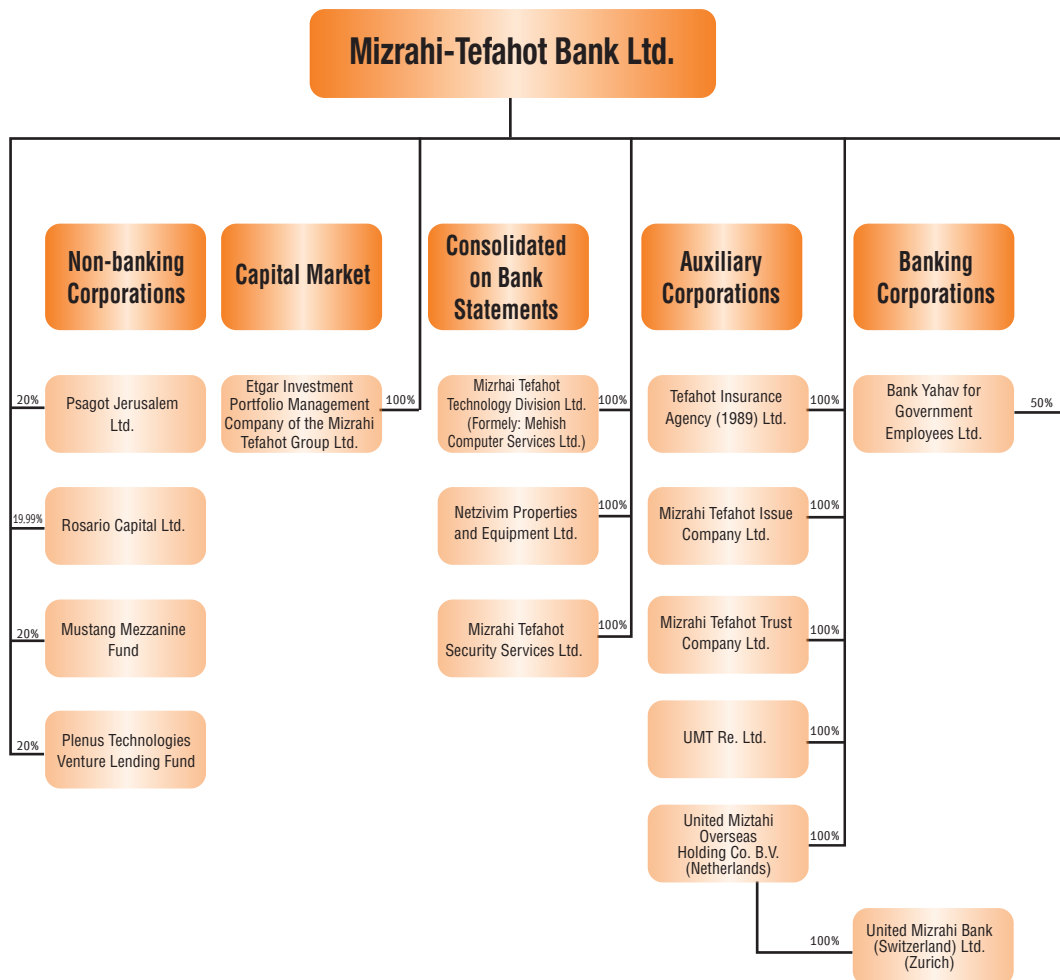 Mizrahi-Tefahot Bank Ltd.
Non-banking
Corporations
20%
Psagot Jerusalem
Ltd.
19.99%
Rosario Capital Ltd.
20%
Mustang Mezzanine
Fund
20%
Plenus Technologies
Venture Lending Fund
Capital Market
Etgar Investment
Portfolio Management
Company of the Mizrahi
Tefahot Group Ltd.
100%
Consolidated
on Bank
Statements
Mizrhai Tefahot
Technology Division Ltd.
(Formely: Mehish
Computer Services Ltd.)
100%
Netzivim Properties
and Equipment Ltd.
100%
Mizrahi Tefahot
Security Services Ltd.
100%
Auxiliary
Corporations
Tefahot Insurance
Agency (1989) Ltd.
100%
Mizrahi Tefahot Issue
Company Ltd.
100%
Mizrahi Tefahot Trust
Company Ltd.
100%
UMT Re. Ltd.
100%
United Miztahi
Overseas
Holding Co. B.V.
(Netherlands)
100%
Banking
Corporations
Bank Yahav for
Government
Employees Ltd.
50%
100%
United Mizrahi Bank
(Switzerland) Ltd.
(Zurich)